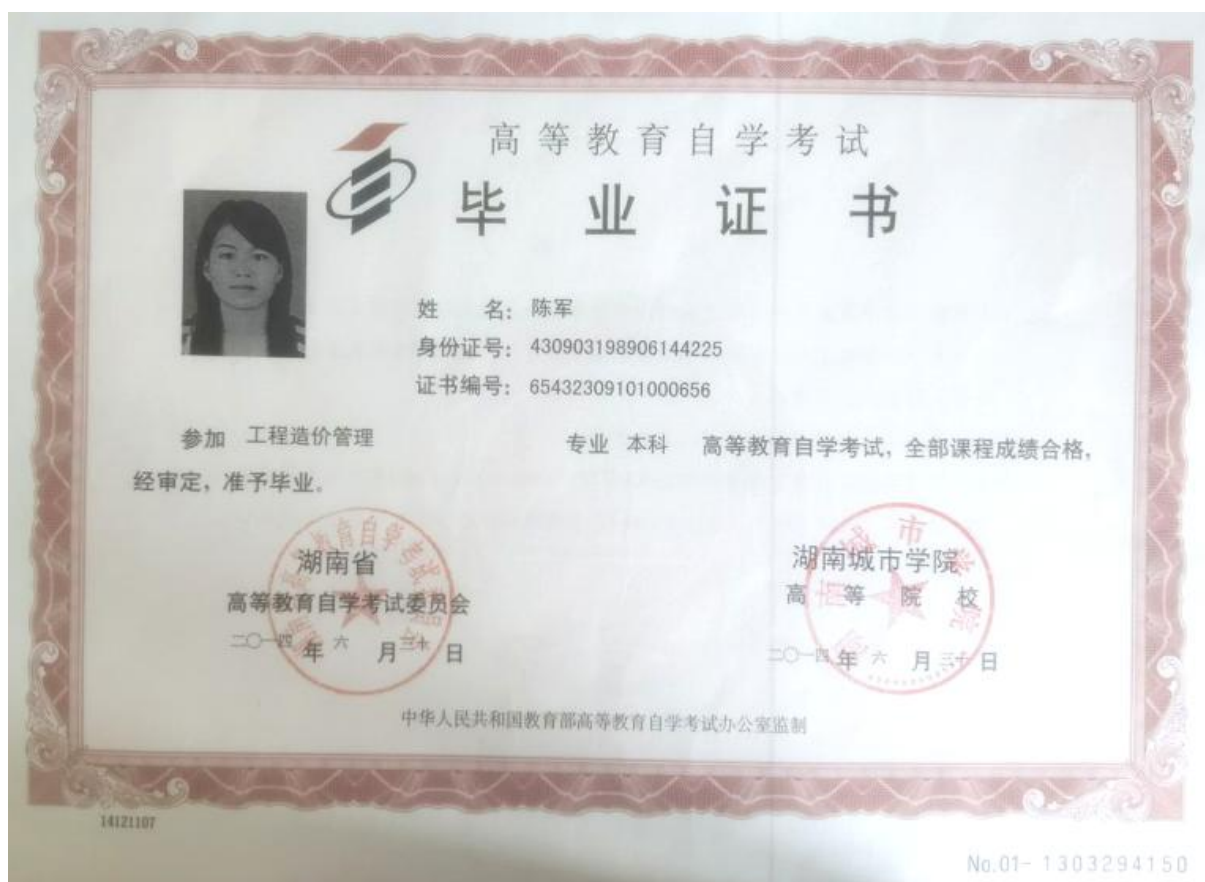 高等教育自学考试
毕业证书
姓 名： 陈军
身份证号： 430903198906144225
证书编号： 65432309101000656
参加 工程造价管理 专业 本科 高等教育自学考试，全部课程成绩合格，
经审定，准予毕业。
湖南省
高等教育自学考试委员会
二〇一四 年 六 月 三十 日
湖南城市学院
高等院校
二〇一四 年 六 月 三十 日
中华人民共和国教育部高等教育自学考试办公室监制
14121107
No.01- 1303294150